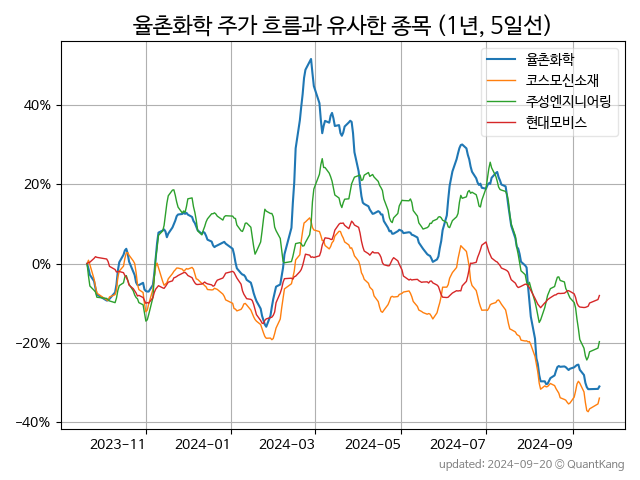 율촌화학 주가 흐름과 유사한 종목 (1년, 5일선)
율촌화학
코스모신소재
주성엔지니어링
현대모비스
40%
20%
0%
−20%
−40%
2023-11
2024-01
2024-03
2024-05
2024-07
2024-09
updated: 2024-09-20 © QuantKang